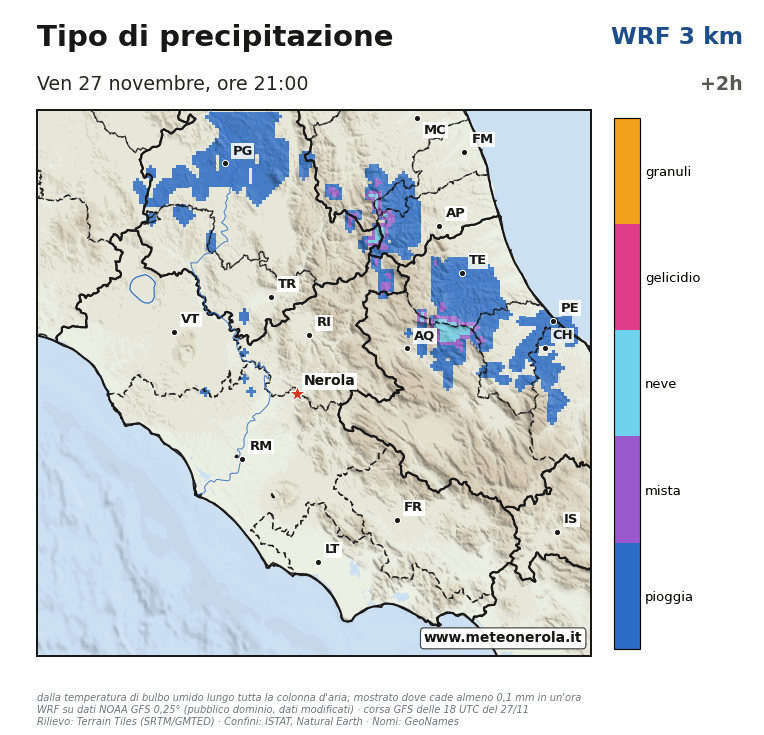 Tipo di precipitazione
WRF 3 km
Ven 27 novembre, ore 21:00
+2h
MC
FM
PG
AP
TE
TR
PE
VT
RI
AQ
CH
Nerola
RM
FR
IS
LT
www.meteonerola.it
granuli
gelicidio
neve
mista
pioggia
dalla temperatura di bulbo umido lungo tutta la colonna d'aria; mostrato dove cade almeno 0,1 mm in un'ora
WRF su dati NOAA GFS 0,25° (pubblico dominio, dati modificati) · corsa GFS delle 18 UTC del 27/11
Rilievo: Terrain Tiles (SRTM/GMTED) · Confini: ISTAT, Natural Earth · Nomi: GeoNames